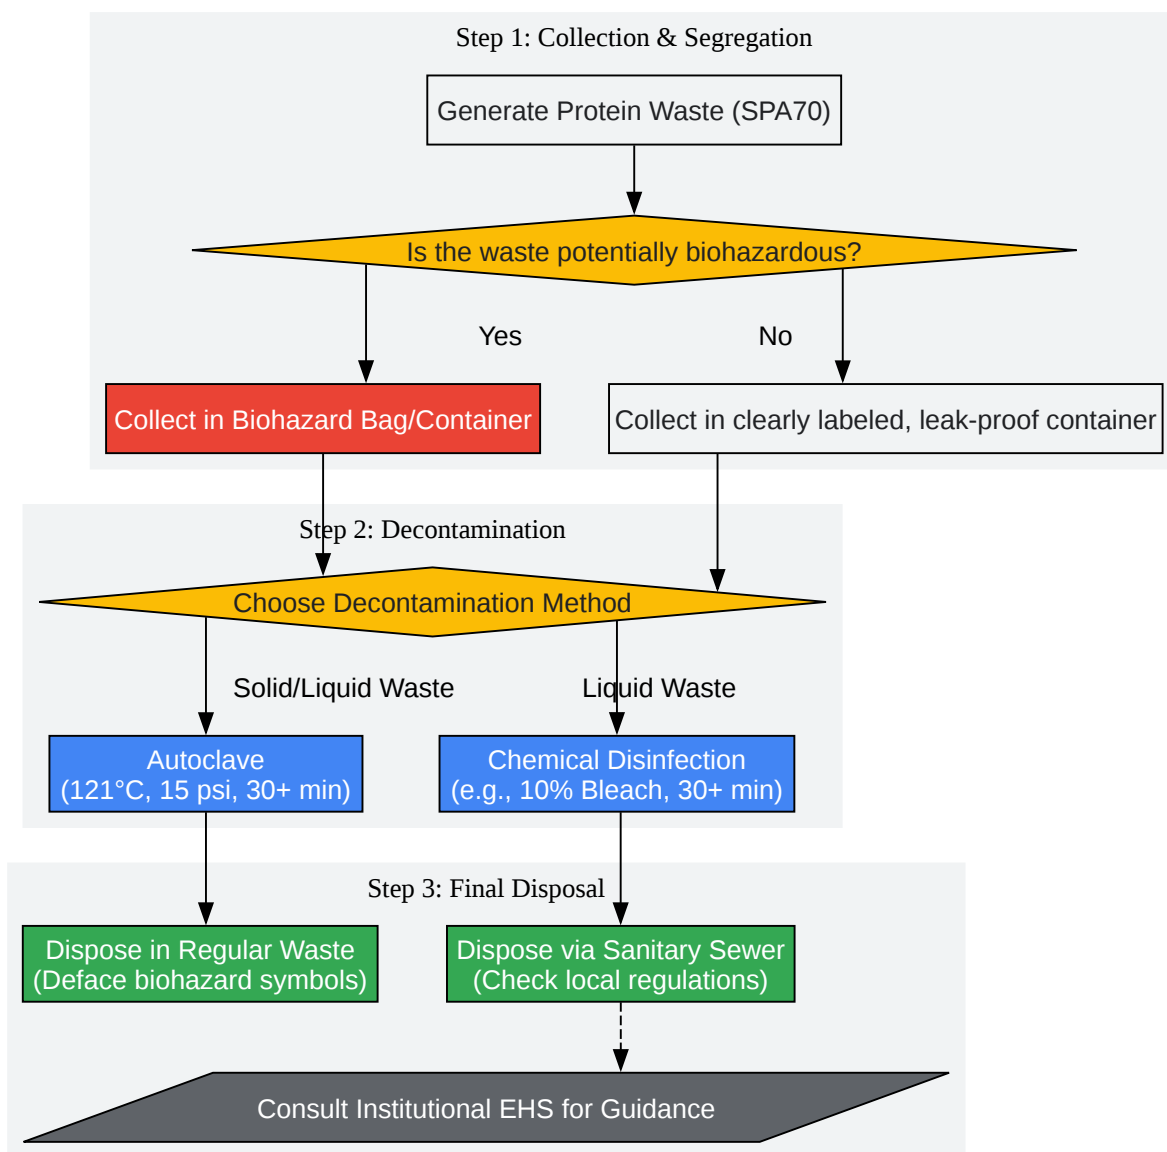 Step 1: Collection & Segregation
Generate Protein Waste (SPA70)
Is the waste potentially biohazardous?
Yes
No
Collect in Biohazard Bag/Container
Collect in clearly labeled, leak-proof container
Step 2: Decontamination
Choose Decontamination Method
Solid/Liquid Waste
Liquid Waste
Autoclave
(121°C, 15 psi, 30+ min)
Chemical Disinfection
(e.g., 10% Bleach, 30+ min)
Step 3: Final Disposal
Dispose in Regular Waste
(Deface biohazard symbols)
Dispose via Sanitary Sewer
(Check local regulations)
Consult Institutional EHS for Guidance